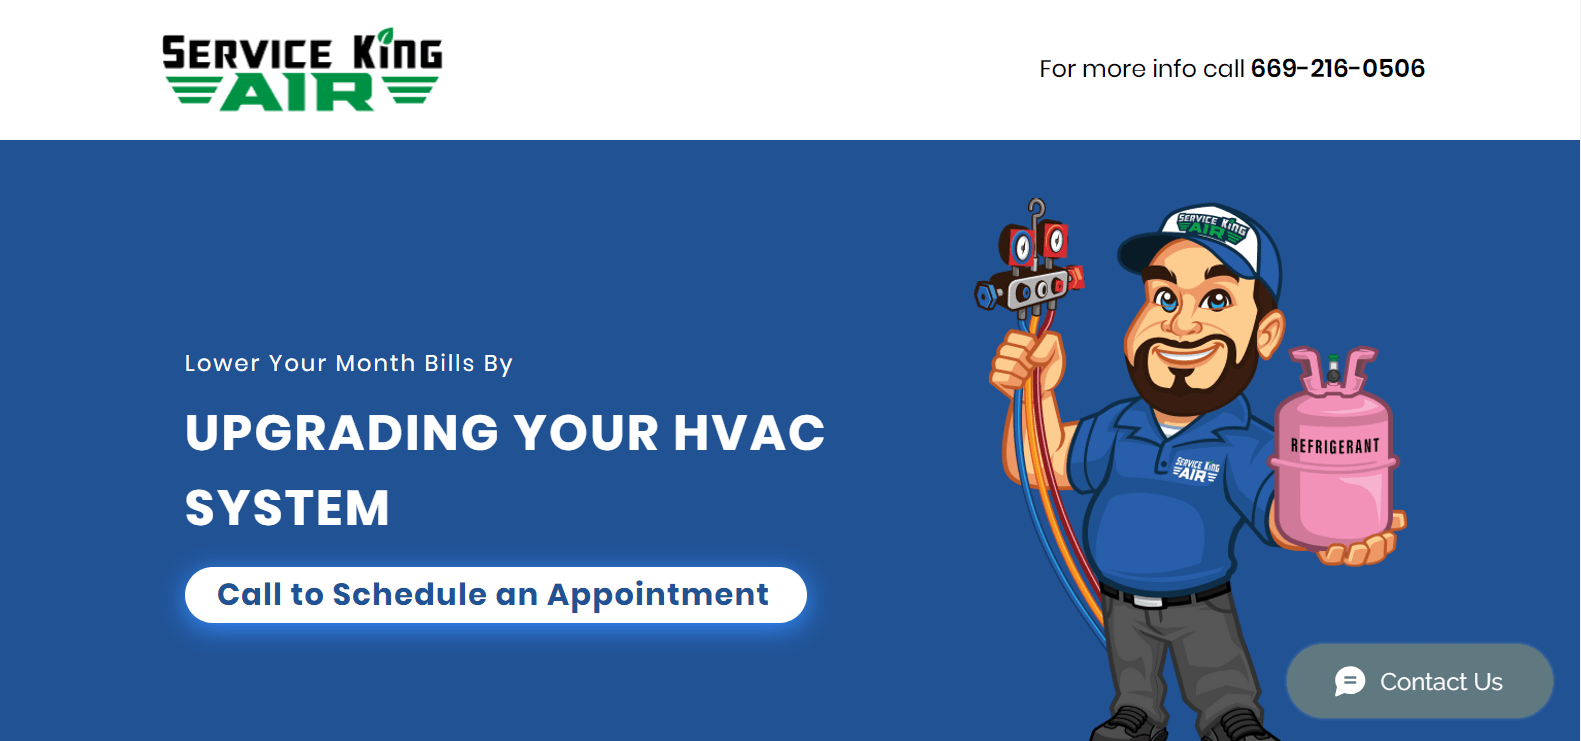 SERVICE KING
AIR
For more info call 669-216-0506
Lower Your Month Bills By
UPGRADING YOUR HVAC
SYSTEM
Call to Schedule an Appointment
SERVICE KING
AIR
SERVICE KING
AIR
REFRIGERANT
Contact Us